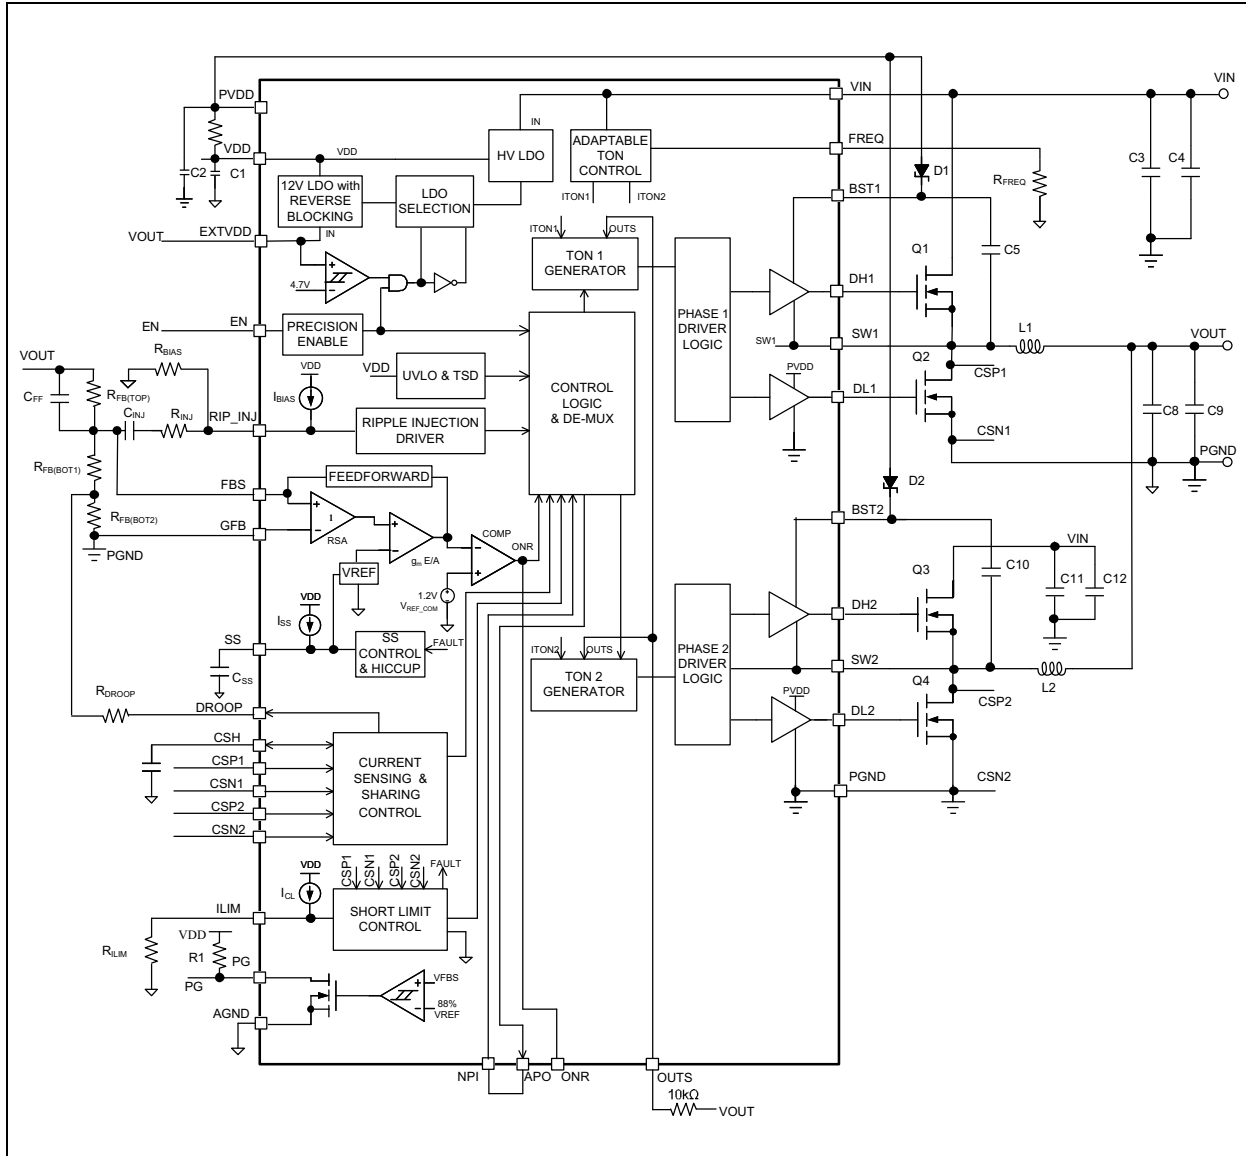 VIN
PVDD
VIN
IN
FREQ
HV LDO
ADAPTABLE
TON
CONTROL
VDD
VDD
C2
C1
12V LDO with
REVERSE
BLOCKING
LDO
SELECTION
ITON1
ITON2
D1
RFREQ
C3
C4
BST1
VOUT
EXTVDD
IN
ITON1
OUTS
TON 1
GENERATOR
Q1
C5
4.7V
DH1
PHASE 1
DRIVER
LOGIC
EN
EN
PRECISION
ENABLE
SW1
SW1
L1
VOUT
VOUT
RBIAS
VDD
VDD
UVLO & TSD
CONTROL
LOGIC
& DE-MUX
PVDD
Q2
CSP1
CFF
RFB(TOP)
CINJ
RINJ
RIP_INJ
IBIAS
DL1
C8
C9
RIPPLE INJECTION
DRIVER
CSN1
RFB(BOT1)
PGND
FBS
FEEDFORWARD
D2
RFB(BOT2)
GFB
1
RSA
gm E/A
COMP
ONR
BST2
PGND
VREF
1.2V
VREF_COM
VIN
Q3
C10
C11
C12
VDD
ISS
DH2
SS
SS
CONTROL
& HICCUP
FAULT
CSS
ITON2
OUTS
TON 2
GENERATOR
PHASE 2
DRIVER
LOGIC
SW2
L2
RDROOP
DROOP
PVDD
Q4
CSP2
DL2
CSH
CSP1
CSN1
CSP2
CSN2
CURRENT
SENSING &
SHARING
CONTROL
PGND
CSN2
VDD
CSP1
CSN1
CSP2
CSN2
FAULT
ICL
ILIM
SHORT LIMIT
CONTROL
RILIM
VDD
R1
PG
PG
VFBS
88%
VREF
AGND
NPI
APO
ONR
OUTS
10kΩ
VOUT